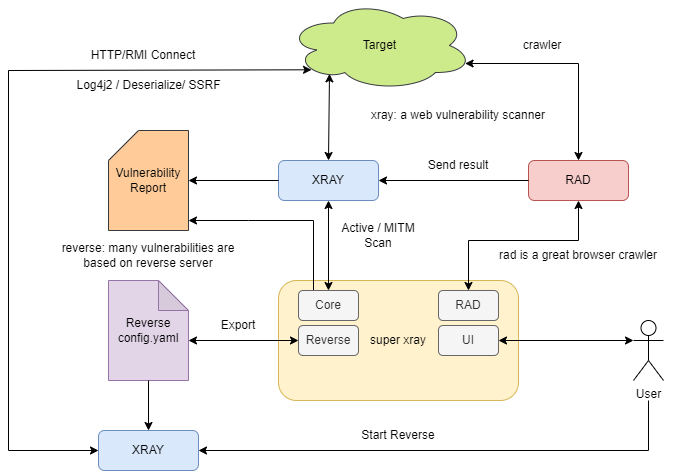 Target
HTTP/RMI Connect
crawler
Log4j2 / Deserialize/ SSRF
xray: a web vulnerability scanner
Vulnerability
Report
XRAY
Send result
RAD
Active / MITM
Scan
reverse: many vulnerabilities are
based on reverse server
rad is a great browser crawler
Core
RAD
Reverse
config.yaml
Export
Reverse
super xray
UI
User
Start Reverse
XRAY